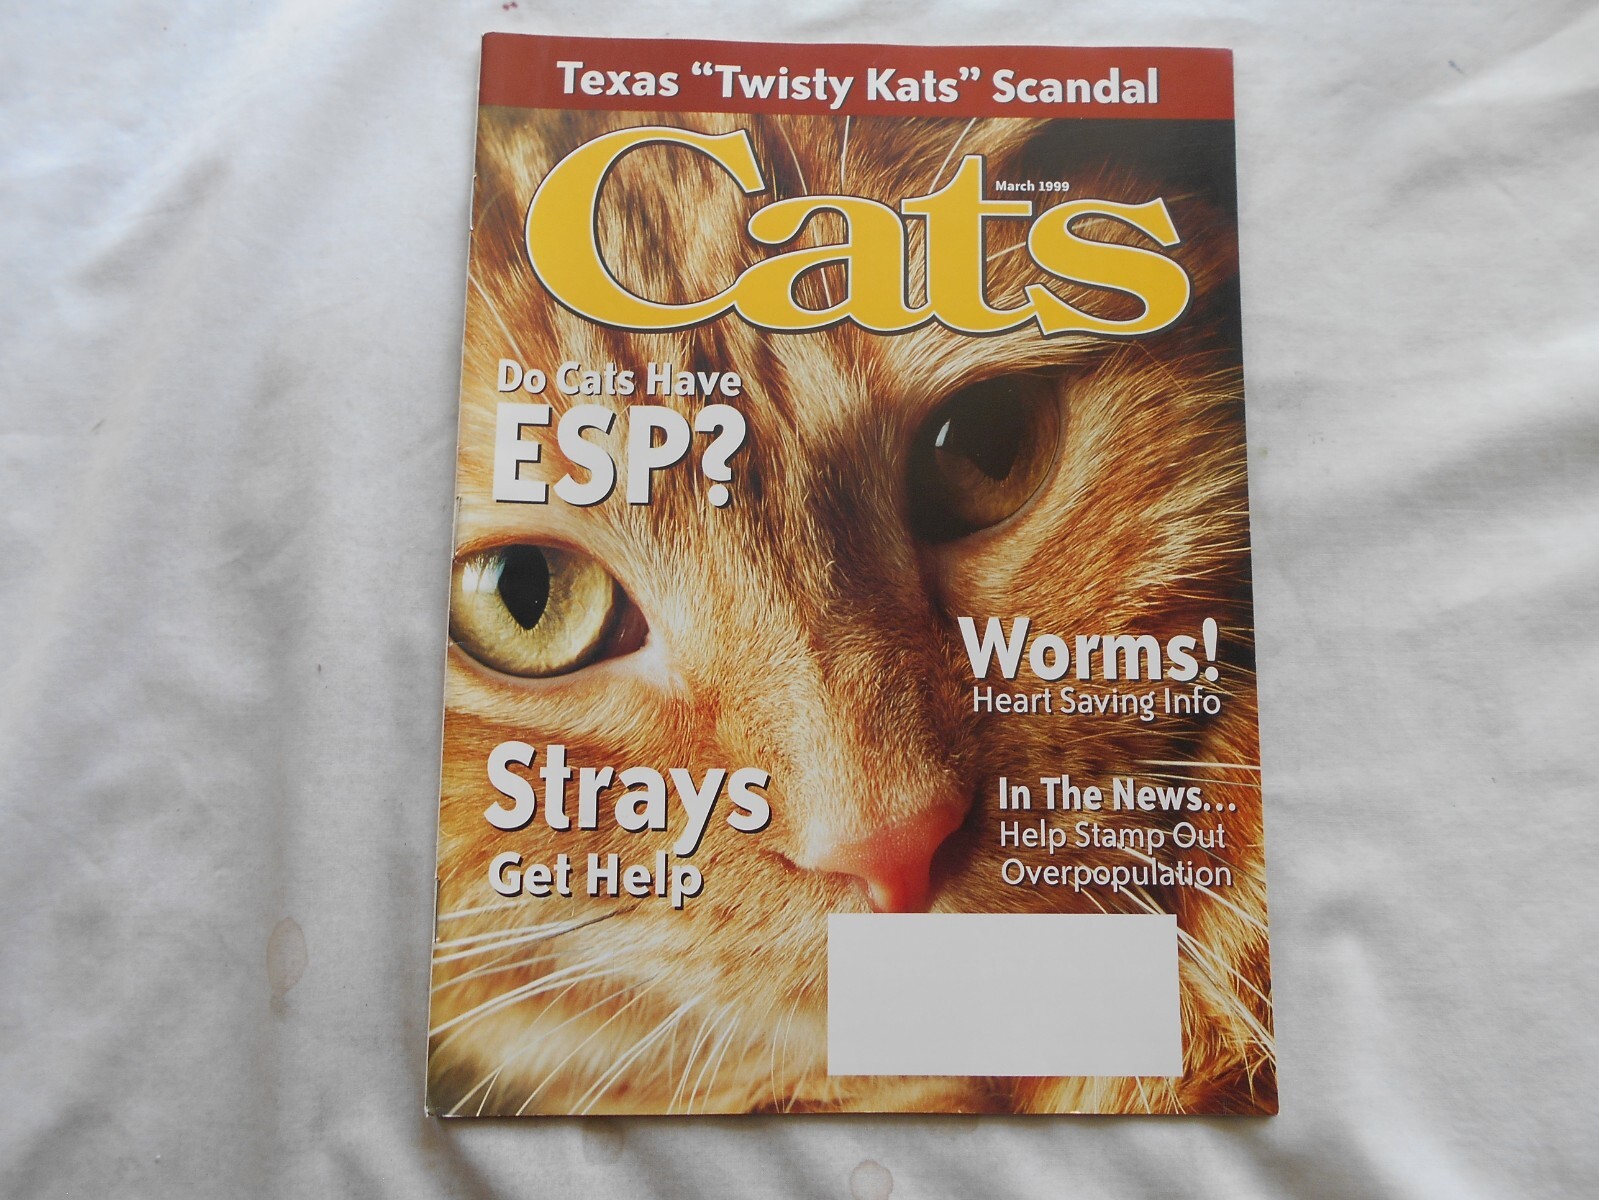 Texas “Twisty Kats” Scandal
March 1999
Cats
Do Cats Have
ESP?
Worms!
Heart Saving Info
Strays
Get Help
In The News...
Help Stamp Out
Overpopulation